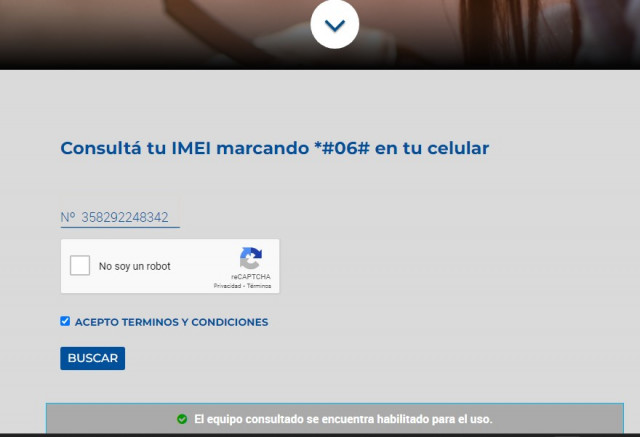 Consultá tu IMEI marcando *#06# en tu celular
Nº 358292248342
No soy un robot
reCAPTCHA
Privacidad - Términos
ACEPTO TERMINOS Y CONDICIONES
BUSCAR
El equipo consultado se encuentra habilitado para el uso.